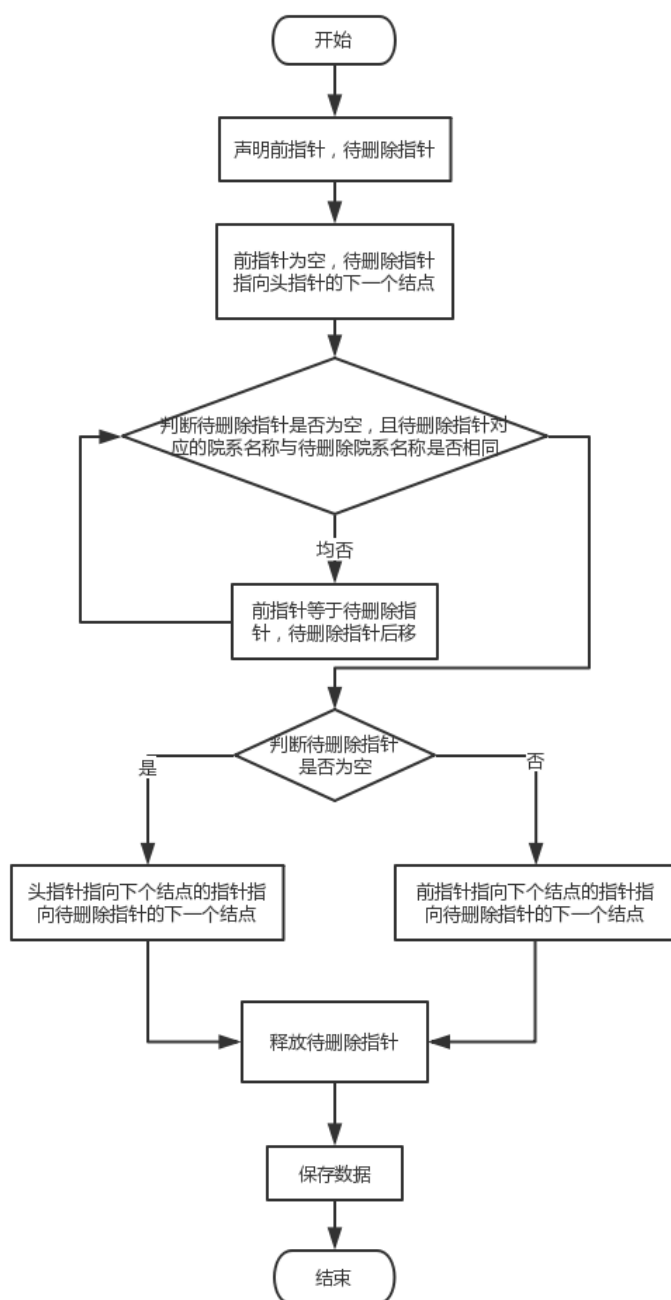 开始
声明前指针，待删除指针
前指针为空，待删除指针
指向头指针的下一个结点
判断待删除指针是否为空，且待删除指针对
应的院系名称与待删除院系名称是否相同
均否
前指针等于待删除指
针，待删除指针后移
判断待删除指针
是否为空
是
否
头指针指向下个结点的指针指
向待删除指针的下一个结点
前指针指向下个结点的指针指
向待删除指针的下一个结点
释放待删除指针
保存数据
结束